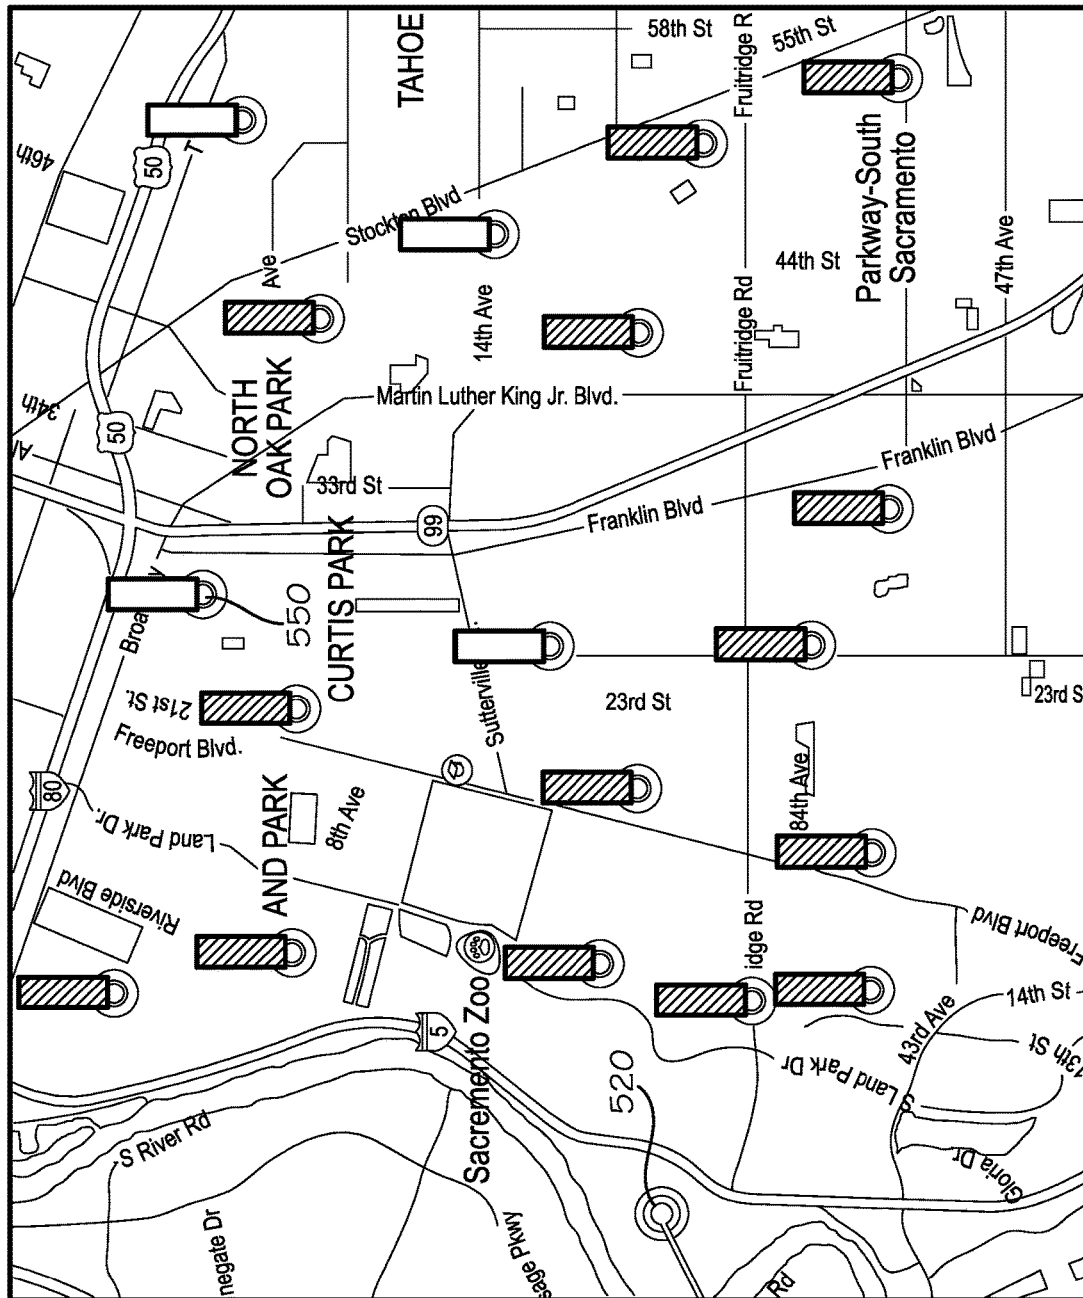 58th St
55th St
Fruitridge R
TAHOE
46th
50
T
Stockton Blvd
Parkway-South
Sacramento
44th St
47th Ave
Ave
14th Ave
Fruitridge Rd
34th
50
NORTH
OAK PARK
Martin Luther King Jr. Blvd.
Franklin Blvd
33rd St
99
Franklin Blvd
CURTIS PARK
550
Broa
21st St.
Freeport Blvd.
Sutterville
23rd St
23rd S
80
Land Park Dr.
8th Ave
84th Ave
AND PARK
Riverside Blvd
idge Rd
Freeport Blvd
14th St
13th St
43rd Ave
Sacremento Zoo
5
S Land Park Dr
520
Gloria Dr
S River Rd
negate Dr
sage Pkwy
Rd